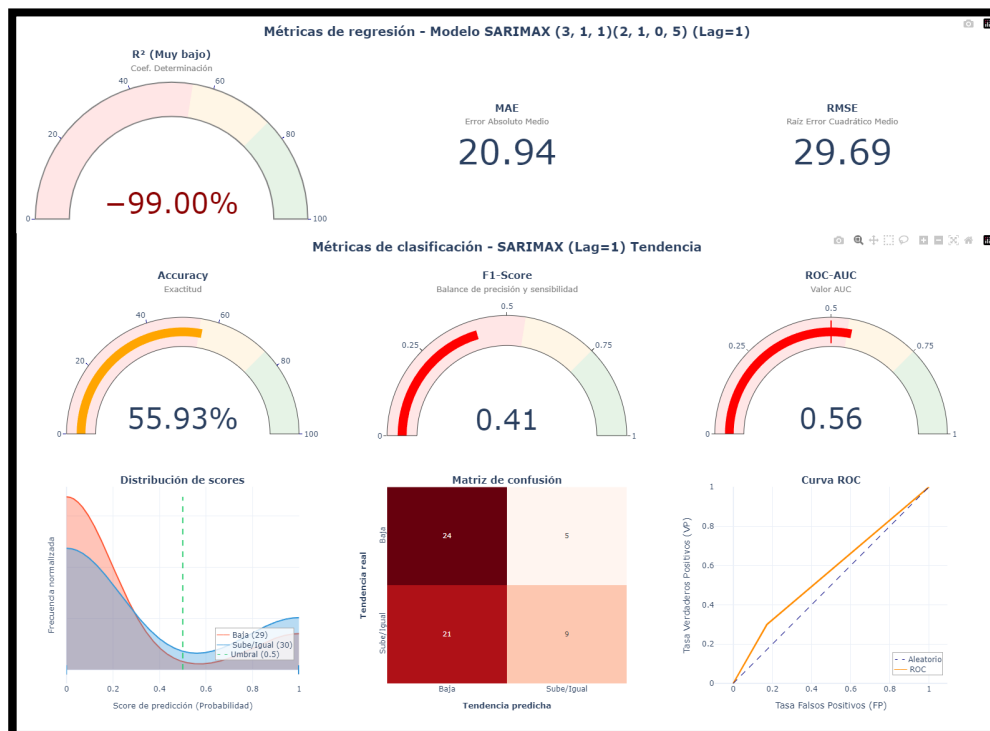 Métricas de regresión - Modelo SARIMAX (3, 1, 1)(2, 1, 0, 5) (Lag=1)
R² (Muy bajo)
Coef. Determinación
0
20
40
60
80
100
−99.00%
MAE
Error Absoluto Medio
20.94
RMSE
Raíz Error Cuadrático Medio
29.69
Métricas de clasificación - SARIMAX (Lag=1) Tendencia
Accuracy
Exactitud
0
20
40
60
80
100
55.93%
F1-Score
Balance de precisión y sensibilidad
0
0.25
0.5
0.75
1
0.41
ROC-AUC
Valor AUC
0
0.25
0.5
0.75
1
0.56
Distribución de scores
Frecuencia normalizada
Baja (29)
Sube/Igual (30)
Umbral (0.5)
0
0.2
0.4
0.6
0.8
1
Score de predicción (Probabilidad)
Matriz de confusión
Tendencia real
Baja
Sube/Igual
24
5
21
9
Baja
Sube/Igual
Tendencia predicha
Curva ROC
Tasa Verdaderos Positivos (VP)
1
0.8
0.6
0.4
0.2
0
Aleatorio
ROC
0
0.2
0.4
0.6
0.8
1
Tasa Falsos Positivos (FP)